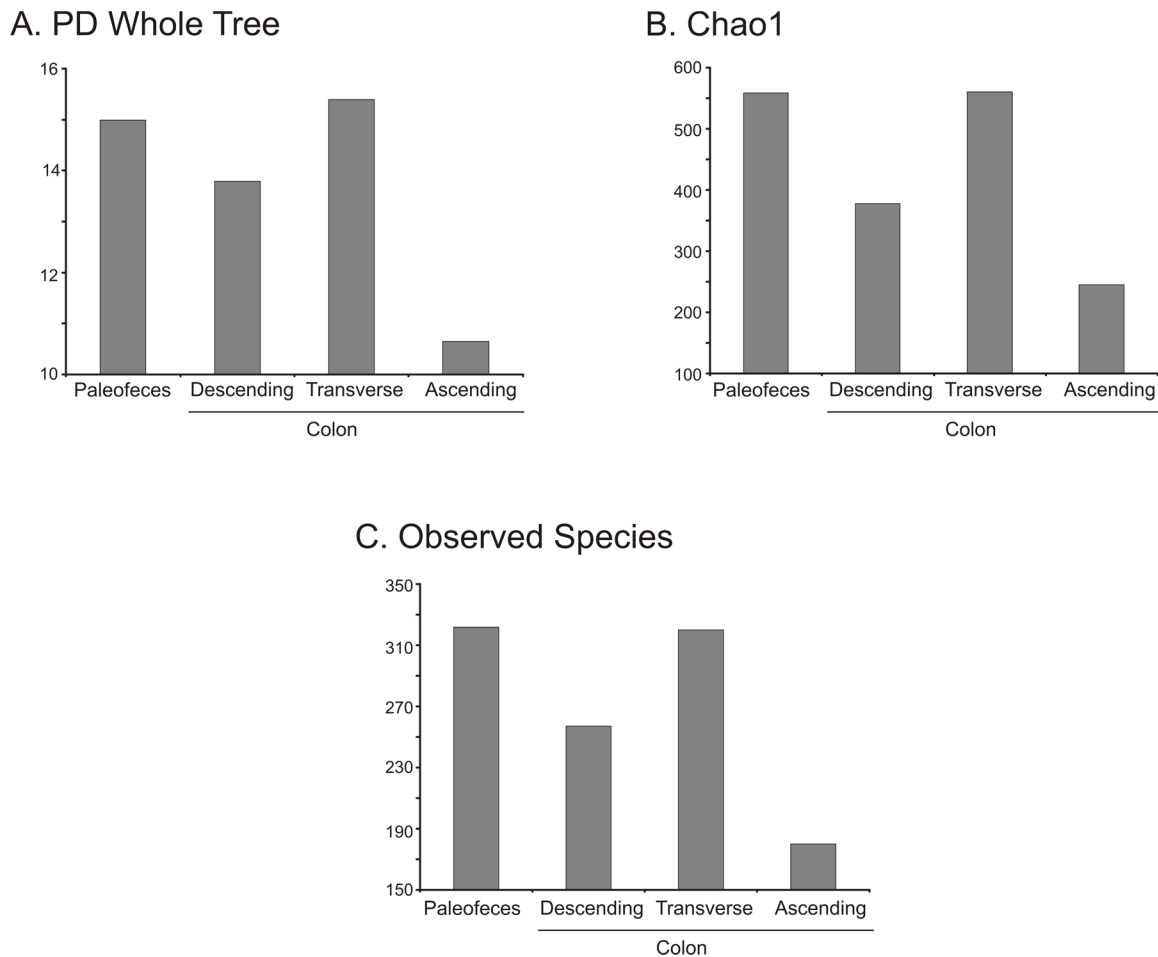 A. PD Whole Tree
16
14
12
10
Paleofeces Descending Transverse Ascending
Colon
B. Chao1
600
500
400
300
200
100
Paleofeces Descending Transverse Ascending
Colon
C. Observed Species
350
310
270
230
190
150
Paleofeces Descending Transverse Ascending
Colon